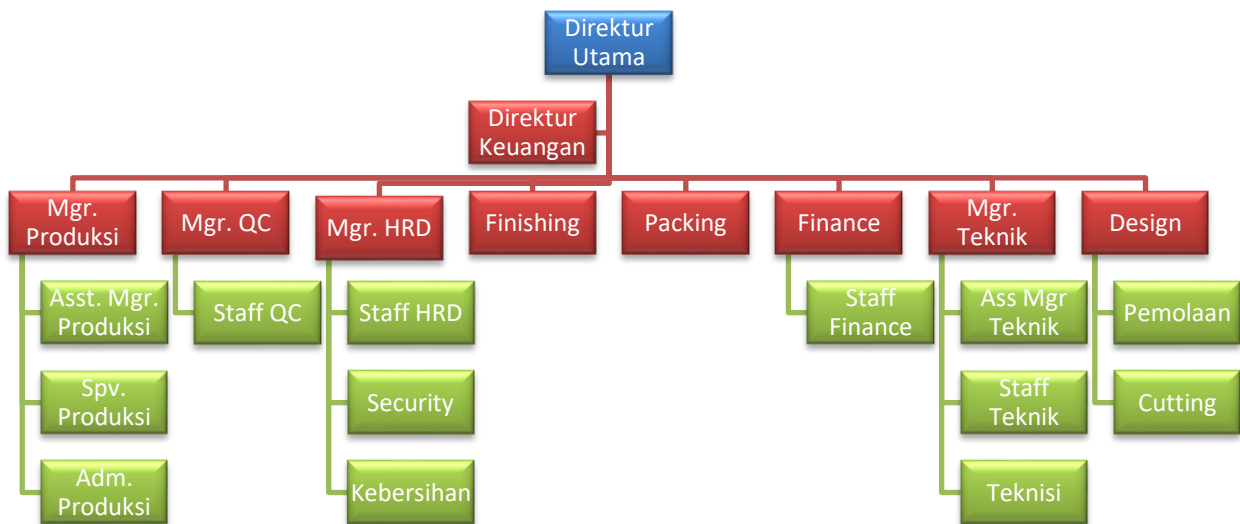 Direktur
Utama
Direktur
Keuangan
Mgr.
Produksi
Mgr. QC
Mgr. HRD
Finishing
Packing
Finance
Mgr.
Teknik
Design
Asst. Mgr.
Produksi
Staff QC
Staff HRD
Staff
Finance
Ass Mgr
Teknik
Pemolaan
Spv.
Produksi
Security
Staff
Teknik
Cutting
Adm.
Produksi
Kebersihan
Teknisi